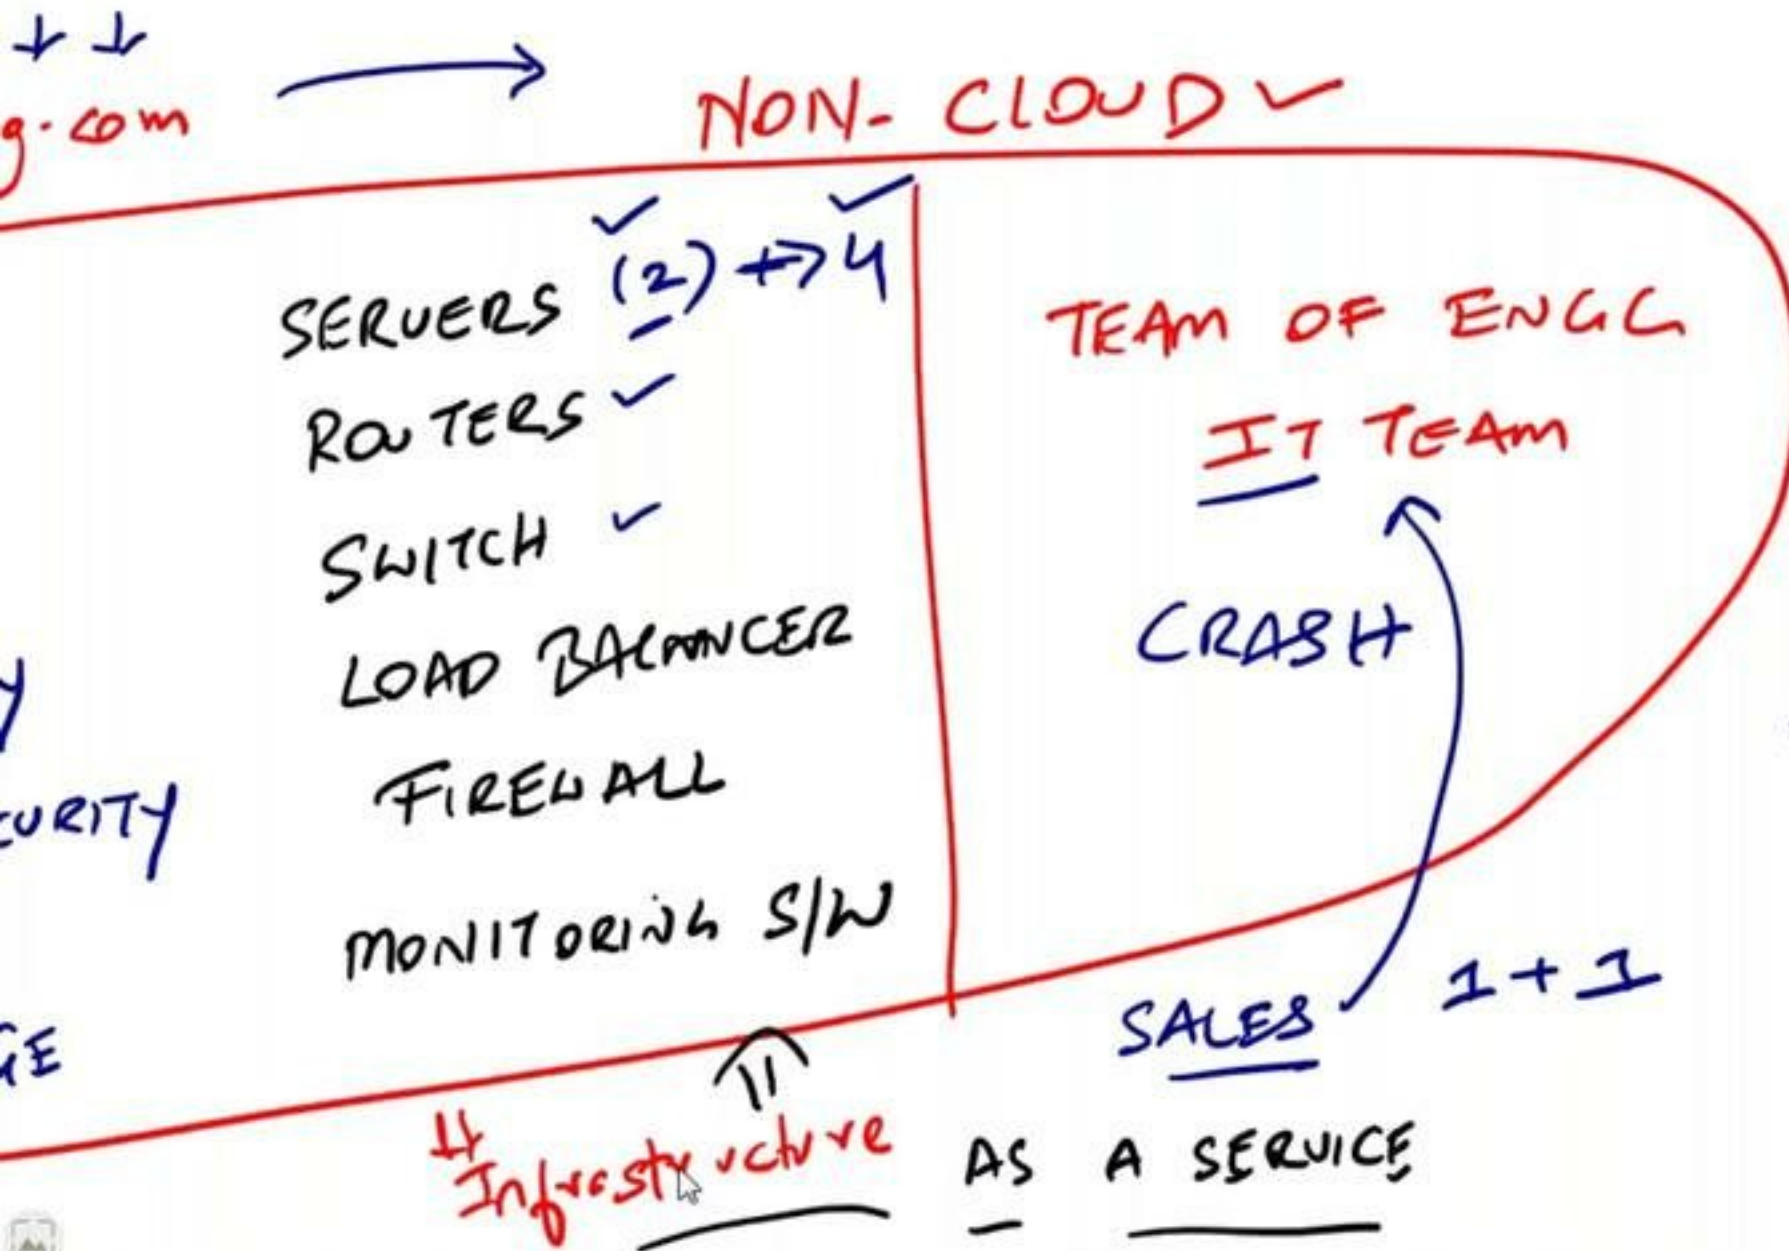 g.com
NON-CLOUD
SERVERS (2) → 4
ROUTERS
SWITCH
LOAD BALANCER
FIREWALL
MONITORING S/W
TEAM OF ENGG
IT TEAM
CRASH
Y
CURITY
GE
SALES
1+1
Infrastructure AS A SERVICE